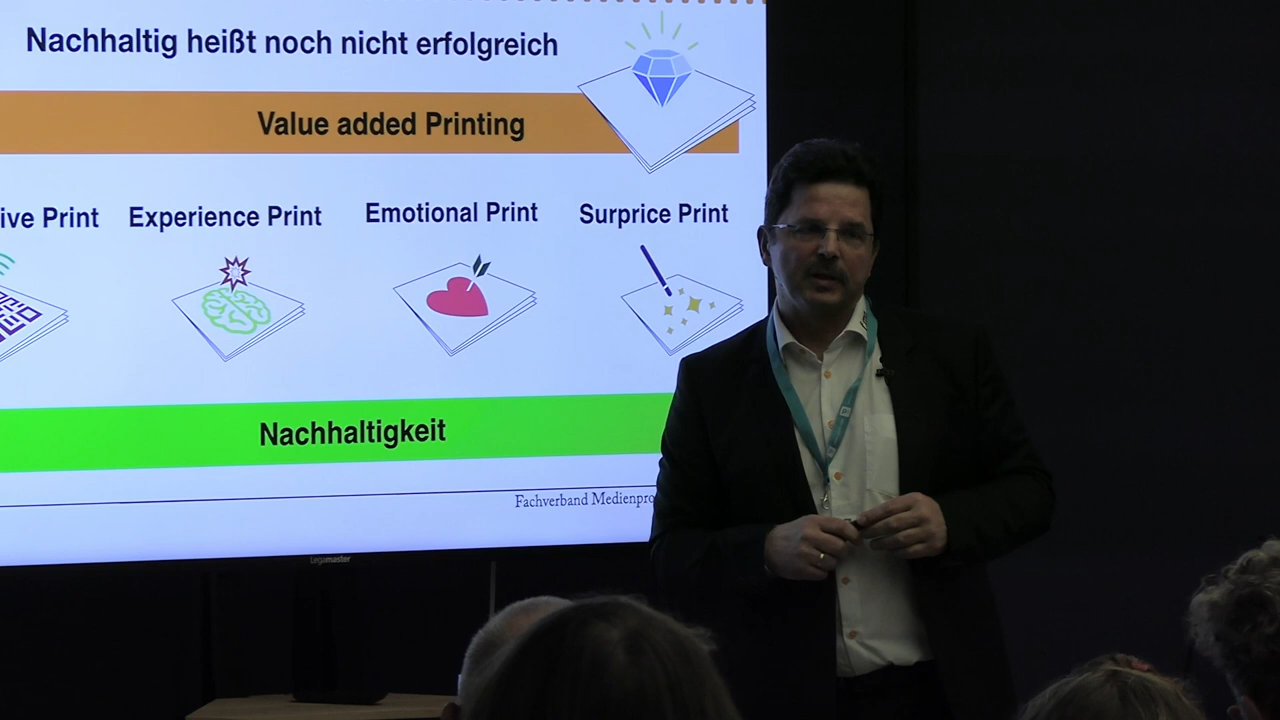 Nachhaltig heißt noch nicht erfolgreich
Value added Printing
ive Print
Experience Print
Emotional Print
Surprice Print
Nachhaltigkeit
Fachverband Medienpro
Legamaster